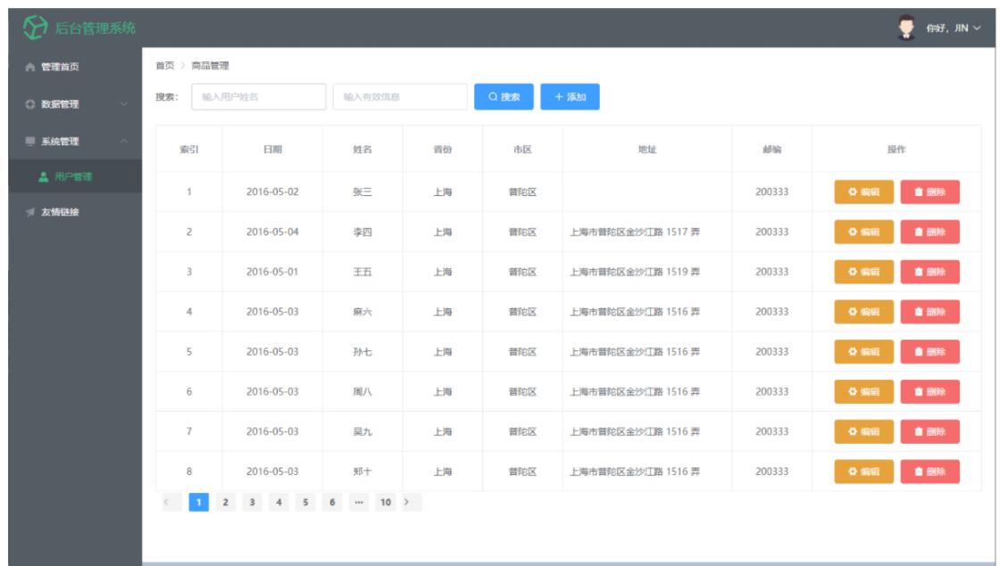 后台管理系统
你好，JIN
管理首页
数据管理
系统管理
用户管理
友情链接
首页 > 商品管理
搜索： 输入用户姓名 输入有效信息 搜索 + 添加
索引 日期 姓名 省份 市区 地址 邮编 操作
1 2016-05-02 张三 上海 普陀区 200333 编辑 删除
2 2016-05-04 李四 上海 普陀区 上海市普陀区金沙江路 1517 弄 200333 编辑 删除
3 2016-05-01 王五 上海 普陀区 上海市普陀区金沙江路 1519 弄 200333 编辑 删除
4 2016-05-03 麻六 上海 普陀区 上海市普陀区金沙江路 1516 弄 200333 编辑 删除
5 2016-05-03 孙七 上海 普陀区 上海市普陀区金沙江路 1516 弄 200333 编辑 删除
6 2016-05-03 周八 上海 普陀区 上海市普陀区金沙江路 1516 弄 200333 编辑 删除
7 2016-05-03 吴九 上海 普陀区 上海市普陀区金沙江路 1516 弄 200333 编辑 删除
8 2016-05-03 郑十 上海 普陀区 上海市普陀区金沙江路 1516 弄 200333 编辑 删除
< 1 2 3 4 5 6 ··· 10 >